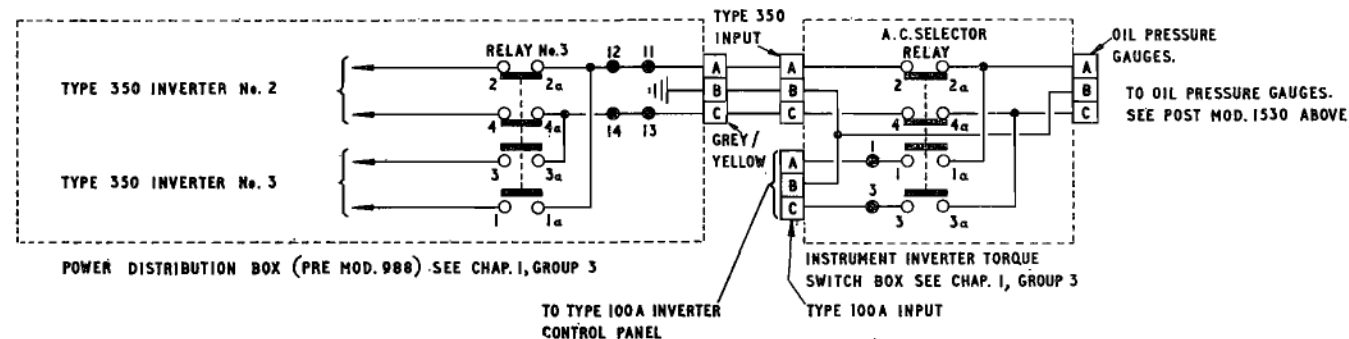 TYPE 350 INVERTER No. 2
TYPE 350 INVERTER No. 3
RELAY No.3
12
11
2
2a
4
4a
14
13
3
3a
1
1a
A
B
C
GREY/
YELLOW
POWER DISTRIBUTION BOX (PRE MOD. 988) SEE CHAP. 1, GROUP 3
TYPE 350
INPUT
A
B
C
A
B
C
A.C. SELECTOR
RELAY
2
2a
4
4a
1
1
1a
3
3
3a
INSTRUMENT INVERTER TORQUE
SWITCH BOX SEE CHAP. 1, GROUP 3
TO TYPE 100A INVERTER
CONTROL PANEL
TYPE 100A INPUT
A
B
C
OIL PRESSURE
GAUGES.
TO OIL PRESSURE GAUGES.
SEE POST MOD. 1530 ABOVE